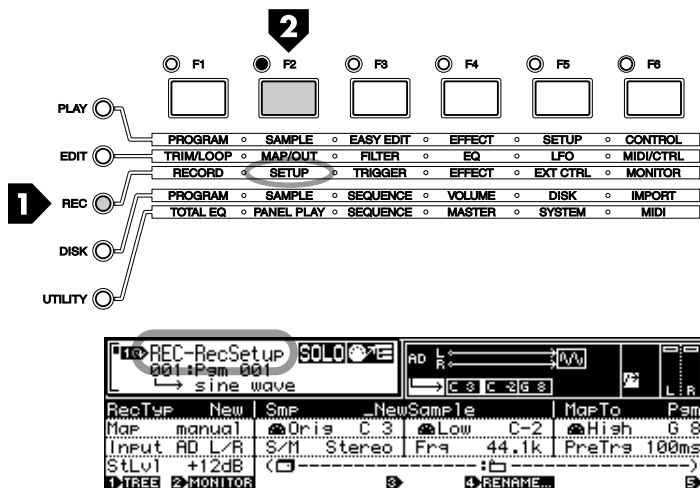 2
F1 F2 F3 F4 F5 F6
PLAY
PROGRAM SAMPLE EASY EDIT EFFECT SETUP CONTROL
EDIT
TRIM/LOOP MAP/OUT FILTER EQ LFO MIDI/CTRL
RECORD SETUP TRIGGER EFFECT EXT CTRL MONITOR
1 REC
PROGRAM SAMPLE SEQUENCE VOLUME DISK IMPORT
TOTAL EQ PANEL PLAY SEQUENCE MASTER SYSTEM MIDI
DISK
UTILITY
REC-RecSetup SOLO
001:Pgm 001
sine wave
AD L R
C 3 C -2 G 8
L R
RecTyp New Smp _NewSample MapTo Pgm
Map manual Orig C 3 Low C-2 High G 8
Input AD L/R S/M Stereo Frq 44.1k PreTrg 100ms
StLvl +12dB (--------------------:--------------------)
1 TREE 2 MONITOR 3 4 RENAME...